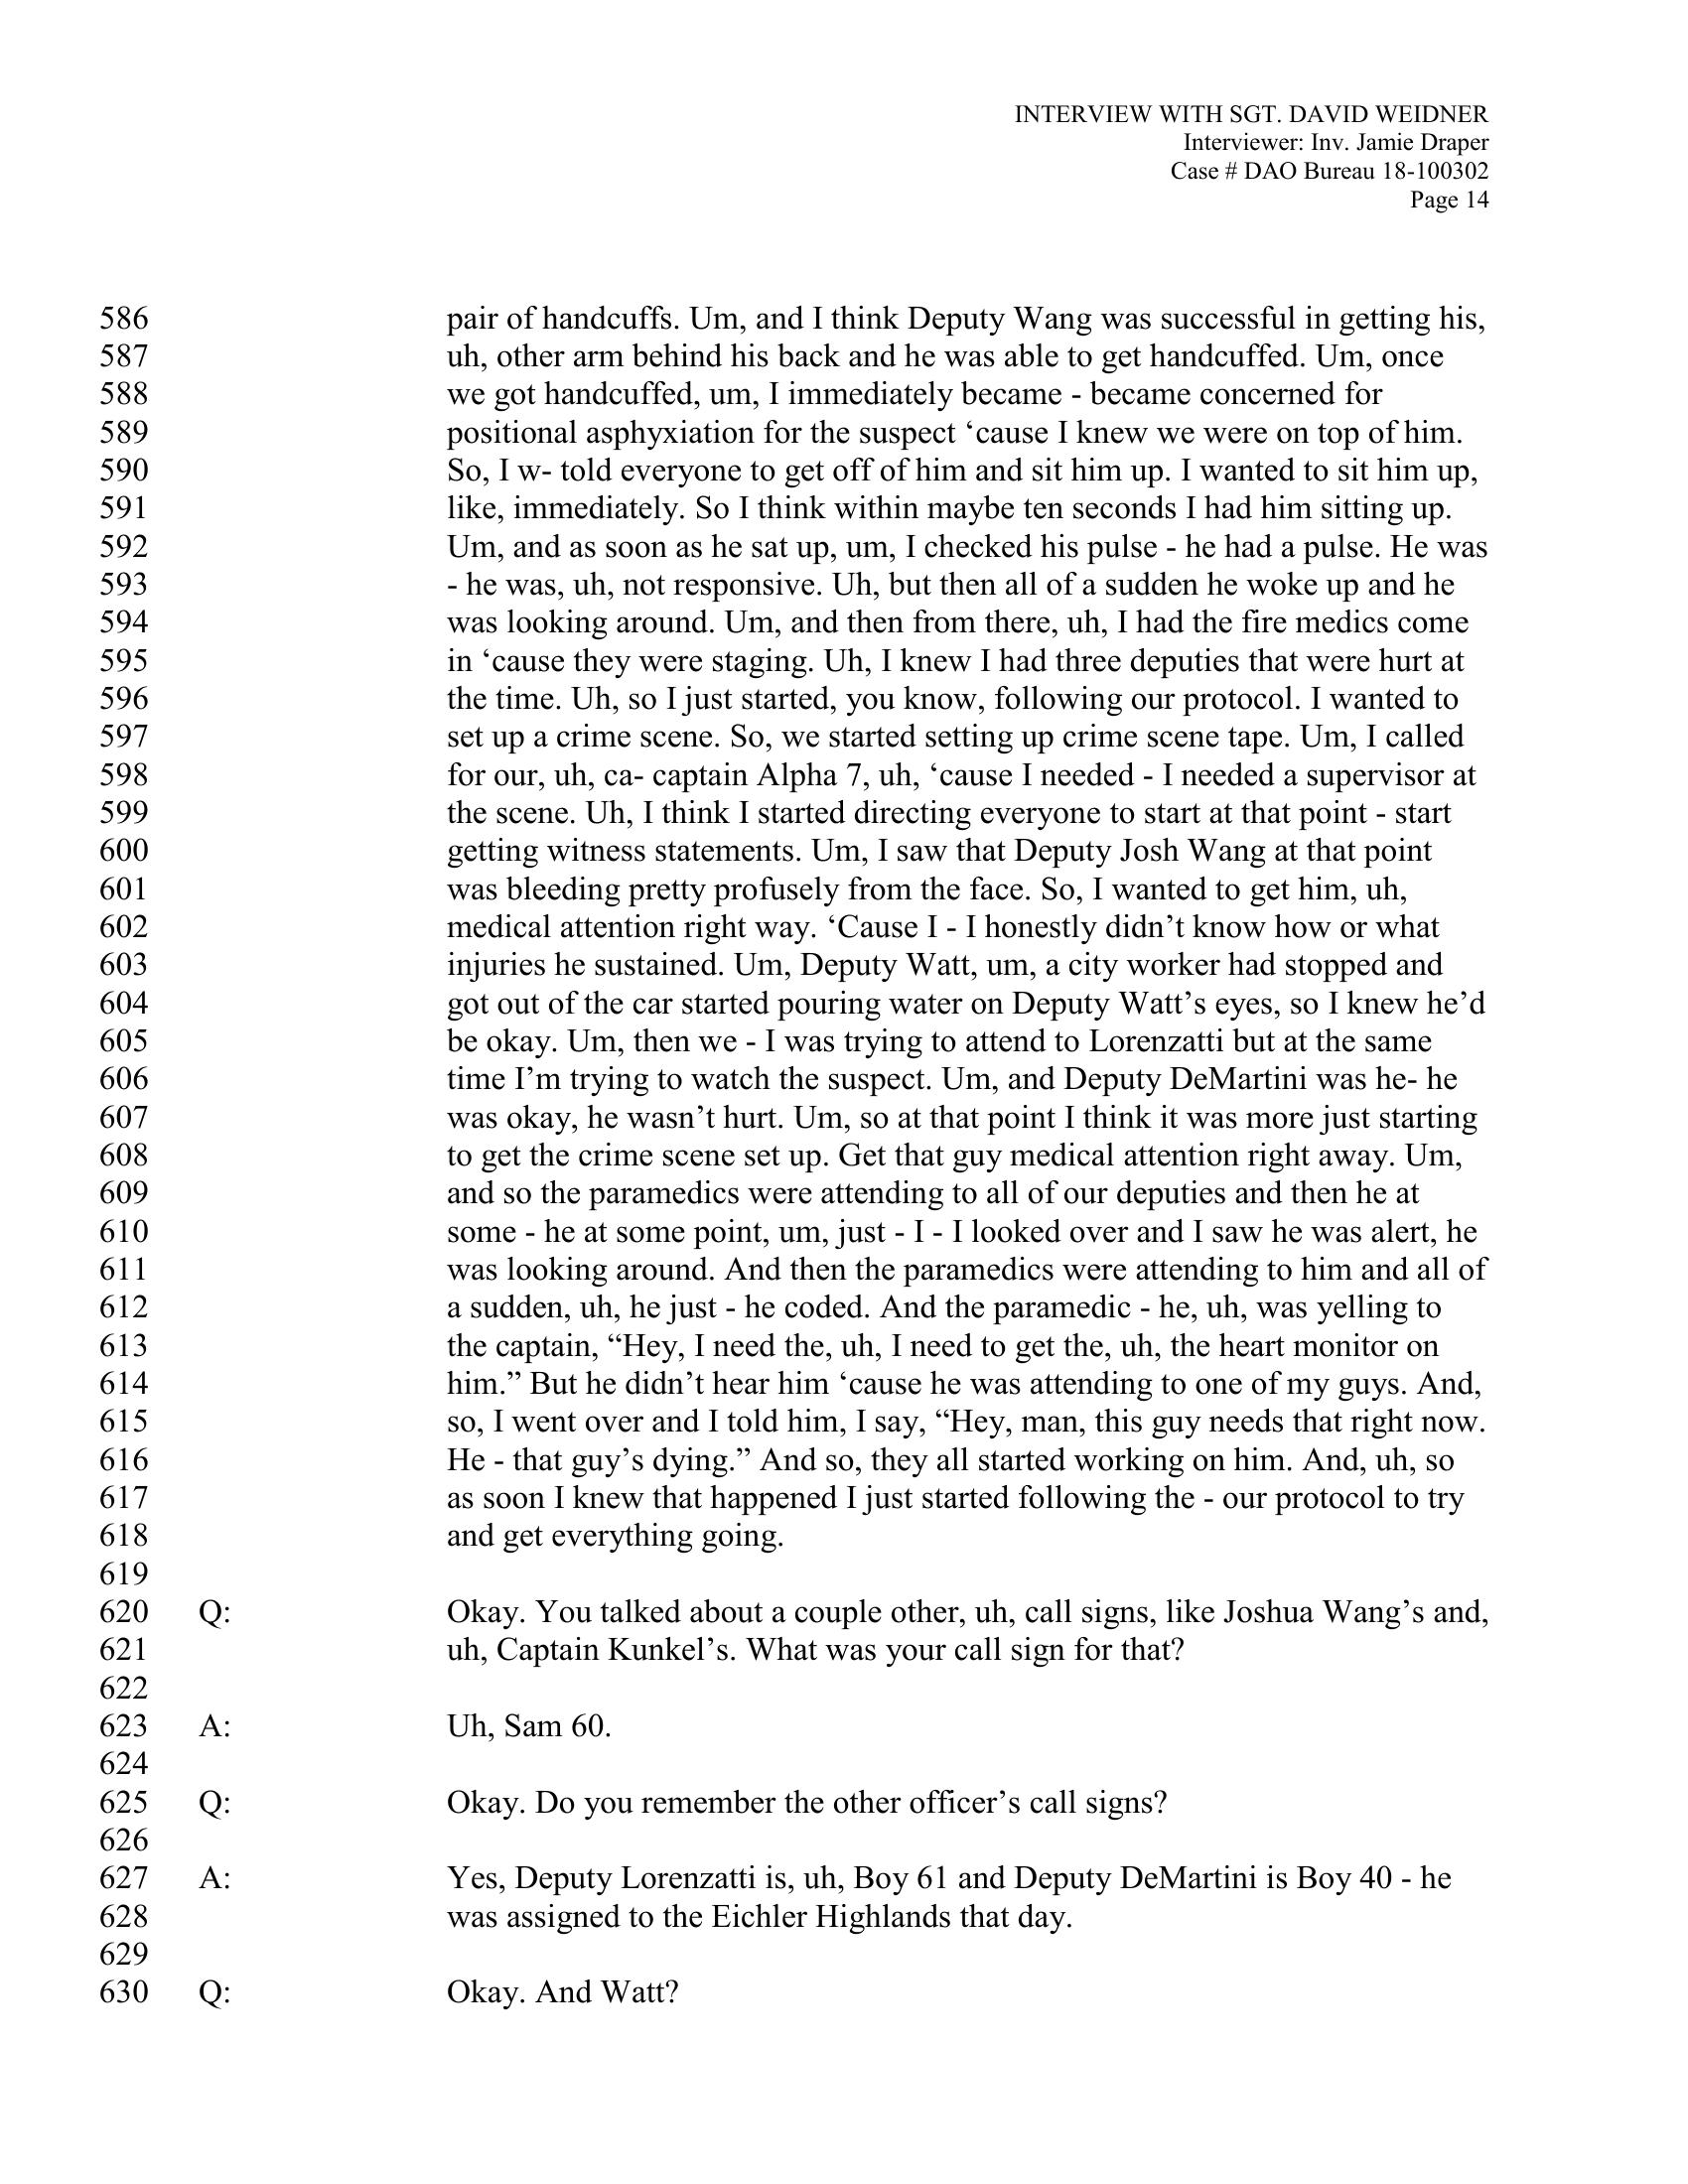 INTERVIEW WITH SGT. DAVID WEIDNER
Interviewer: Inv. Jamie Draper
Case # DAO Bureau 18-100302
Page 14
586 pair of handcuffs. Um, and I think Deputy Wang was successful in getting his,
587 uh, other arm behind his back and he was able to get handcuffed. Um, once
588 we got handcuffed, um, I immediately became - became concerned for
589 positional asphyxiation for the suspect ‘cause I knew we were on top of him.
590 So, I w- told everyone to get off of him and sit him up. I wanted to sit him up,
591 like, immediately. So I think within maybe ten seconds I had him sitting up.
592 Um, and as soon as he sat up, um, I checked his pulse - he had a pulse. He was
593 - he was, uh, not responsive. Uh, but then all of a sudden he woke up and he
594 was looking around. Um, and then from there, uh, I had the fire medics come
595 in ‘cause they were staging. Uh, I knew I had three deputies that were hurt at
596 the time. Uh, so I just started, you know, following our protocol. I wanted to
597 set up a crime scene. So, we started setting up crime scene tape. Um, I called
598 for our, uh, ca- captain Alpha 7, uh, ‘cause I needed - I needed a supervisor at
599 the scene. Uh, I think I started directing everyone to start at that point - start
600 getting witness statements. Um, I saw that Deputy Josh Wang at that point
601 was bleeding pretty profusely from the face. So, I wanted to get him, uh,
602 medical attention right way. ‘Cause I - I honestly didn’t know how or what
603 injuries he sustained. Um, Deputy Watt, um, a city worker had stopped and
604 got out of the car started pouring water on Deputy Watt’s eyes, so I knew he’d
605 be okay. Um, then we - I was trying to attend to Lorenzatti but at the same
606 time I’m trying to watch the suspect. Um, and Deputy DeMartini was he- he
607 was okay, he wasn’t hurt. Um, so at that point I think it was more just starting
608 to get the crime scene set up. Get that guy medical attention right away. Um,
609 and so the paramedics were attending to all of our deputies and then he at
610 some - he at some point, um, just - I - I looked over and I saw he was alert, he
611 was looking around. And then the paramedics were attending to him and all of
612 a sudden, uh, he just - he coded. And the paramedic - he, uh, was yelling to
613 the captain, “Hey, I need the, uh, I need to get the, uh, the heart monitor on
614 him.” But he didn’t hear him ‘cause he was attending to one of my guys. And,
615 so, I went over and I told him, I say, “Hey, man, this guy needs that right now.
616 He - that guy’s dying.” And so, they all started working on him. And, uh, so
617 as soon I knew that happened I just started following the - our protocol to try
618 and get everything going.
619
620 Q: Okay. You talked about a couple other, uh, call signs, like Joshua Wang’s and,
621 uh, Captain Kunkel’s. What was your call sign for that?
622
623 A: Uh, Sam 60.
624
625 Q: Okay. Do you remember the other officer’s call signs?
626
627 A: Yes, Deputy Lorenzatti is, uh, Boy 61 and Deputy DeMartini is Boy 40 - he
628 was assigned to the Eichler Highlands that day.
629
630 Q: Okay. And Watt?